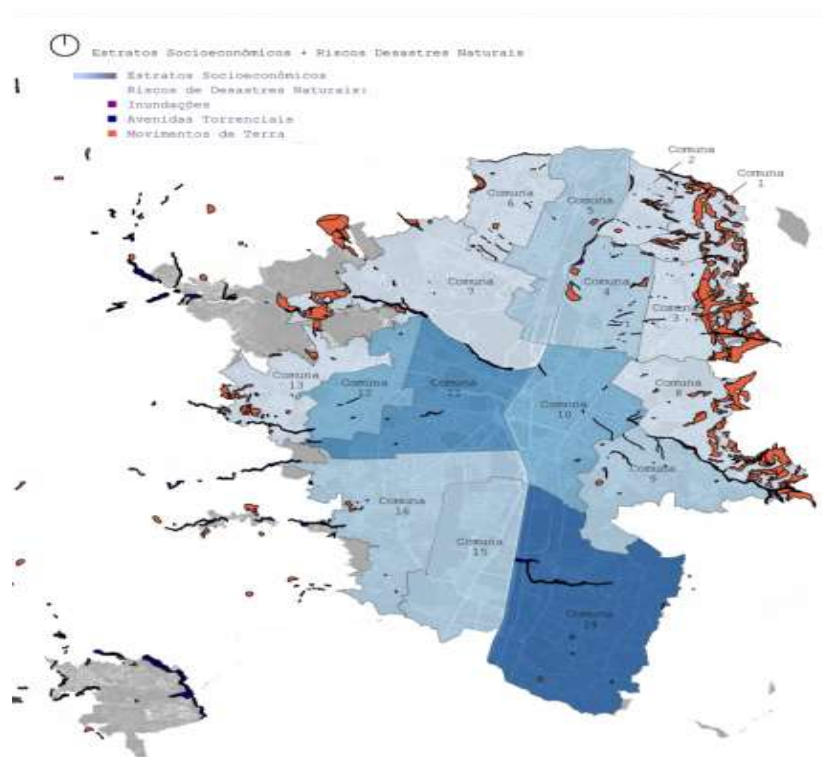 Estratos Socioeconômicos + Riscos Desastres Naturais
Estratos Socioeconômicos
Riscos de Desastres Naturais:
Inundações
Avenidas Torrenciais
Movimentos de Terra
Comuna
2
Comuna
1
Comuna
6
Comuna
5
Comuna
7
Comuna
4
Comuna
3
Comuna
13
Comuna
12
Comuna
11
Comuna
10
Comuna
8
Comuna
9
Comuna
16
Comuna
15
Comuna
14